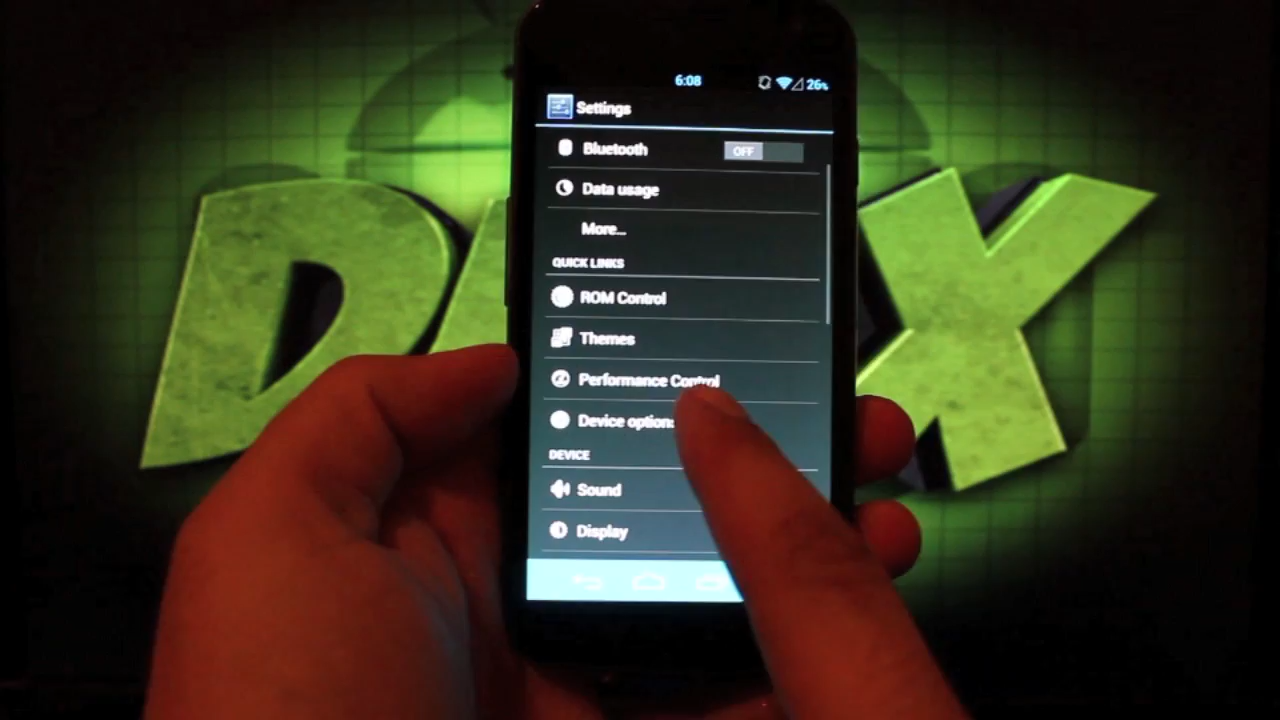 6:08 26%
Settings
Bluetooth OFF
Data usage
More...
QUICK LINKS
ROM Control
Themes
Performance Control
Device options
DEVICE
Sound
Display
D
X